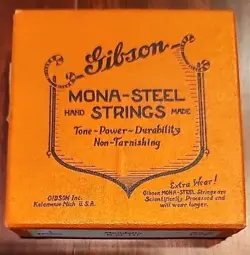 Gibson
MONA-STEEL
HAND STRINGS MADE
Tone-Power-Durability
Non-Tarnishing
Extra Wear!
Gibson MONA-STEEL Strings are
Scientifically Processed and
will wear longer.
GIBSON Inc.
Kalamazoo Mich. U.S.A.